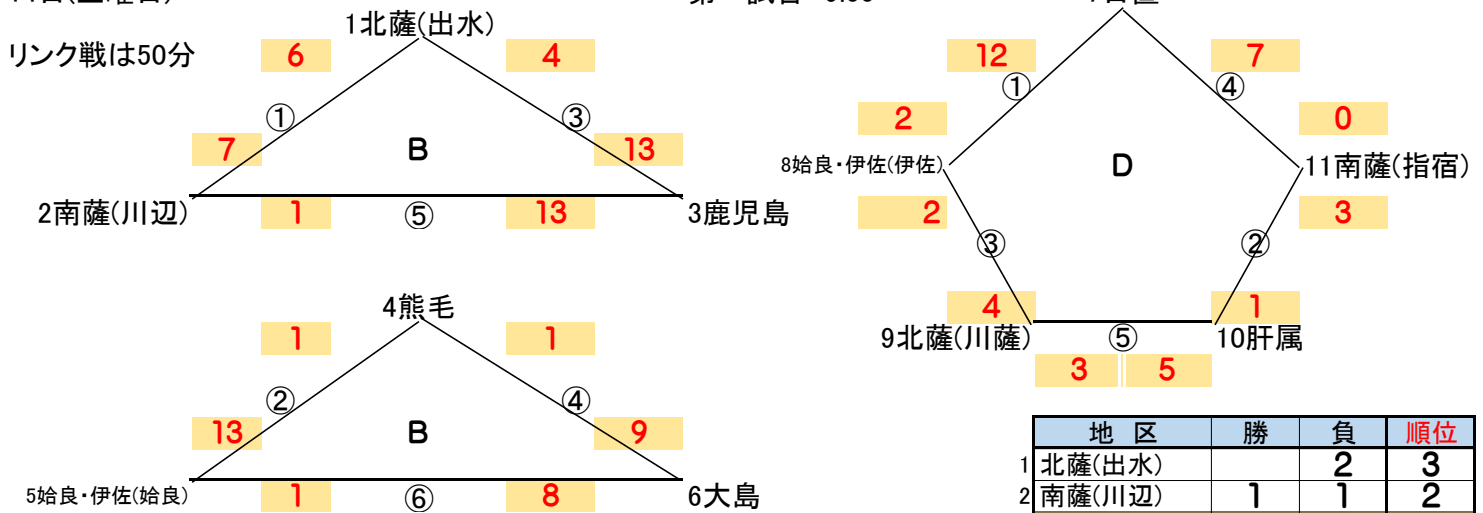 1北薩(出水)
リンク戦は50分
6
4
①
③
7
B
13
2南薩(川辺)
1
⑤
13
3鹿児島
4熊毛
1
1
②
④
13
B
9
5姶良・伊佐(姶良)
1
⑥
8
6大島
12
7
①
④
2
0
8姶良・伊佐(伊佐)
D
11南薩(指宿)
2
3
③
②
4
1
9北薩(川薩)
⑤
10肝属
3
5
地 区 勝 負 順位
1 北薩(出水) 2 3
2 南薩(川辺) 1 1 2